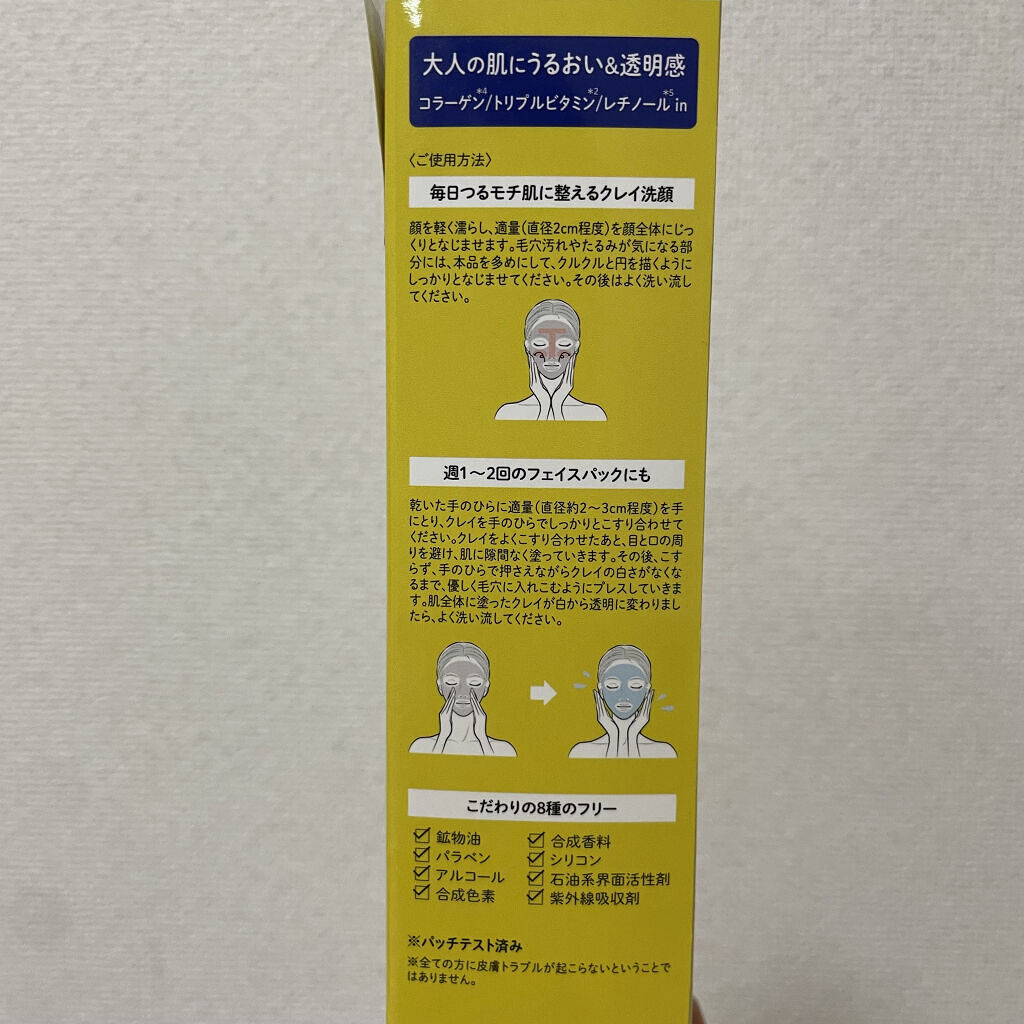 大人の肌にうるおい&透明感
コラーゲン*4/トリプルビタミン*2/レチノール*5 in
〈ご使用方法〉
毎日つるモチ肌に整えるクレイ洗顔
顔を軽く濡らし、適量(直径2cm程度)を顔全体にじっ
くりとなじませます。毛穴汚れやたるみが気になる部
分には、本品を多めにして、クルクルと円を描くように
しっかりとなじませてください。その後はよく洗い流し
てください。
週1〜2回のフェイスパックにも
乾いた手のひらに適量(直径約2〜3cm程度)を手
にとり、クレイを手のひらでしっかりとこすり合わせて
ください。クレイをよくこすり合わせたあと、目と口の周
りを避け、肌に隙間なく塗っていきます。その後、こす
らず、手のひらで押さえながらクレイの白さがなくな
るまで、優しく毛穴に入れこむようにプレスしていきま
す。肌全体に塗ったクレイが白から透明に変わりまし
たら、よく洗い流してください。
こだわりの8種のフリー
鉱物油
パラベン
アルコール
合成色素
合成香料
シリコン
石油系界面活性剤
紫外線吸収剤
※パッチテスト済み
※全ての方に皮膚トラブルが起こらないということで
はありません。